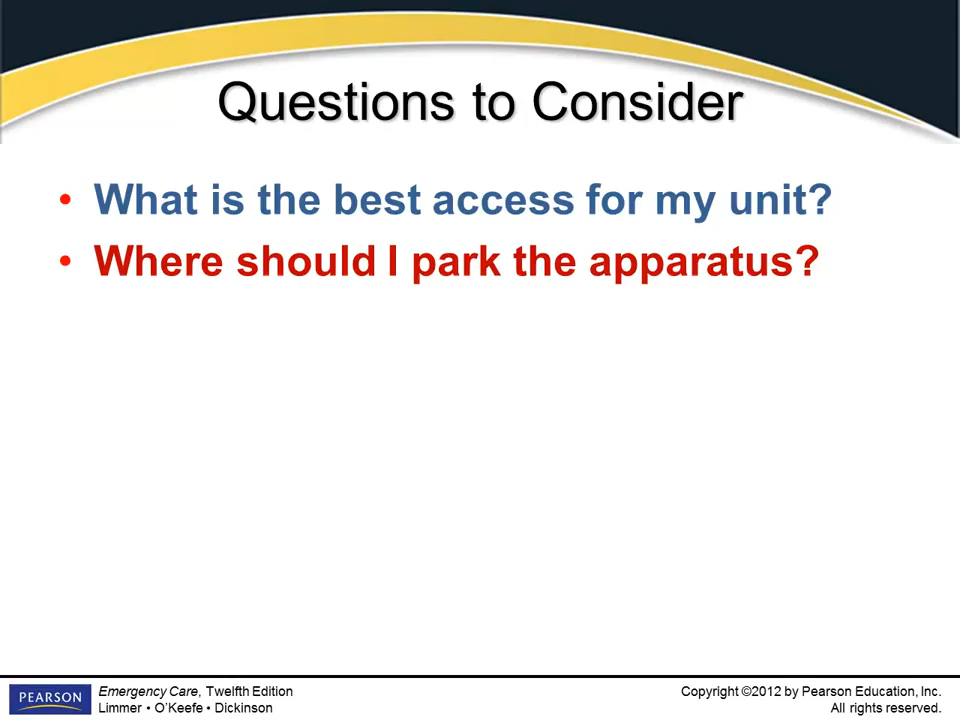 Questions to Consider
• What is the best access for my unit?
• Where should I park the apparatus?
PEARSON
Emergency Care, Twelfth Edition
Limmer • O'Keefe • Dickinson
Copyright ©2012 by Pearson Education, Inc.
All rights reserved.